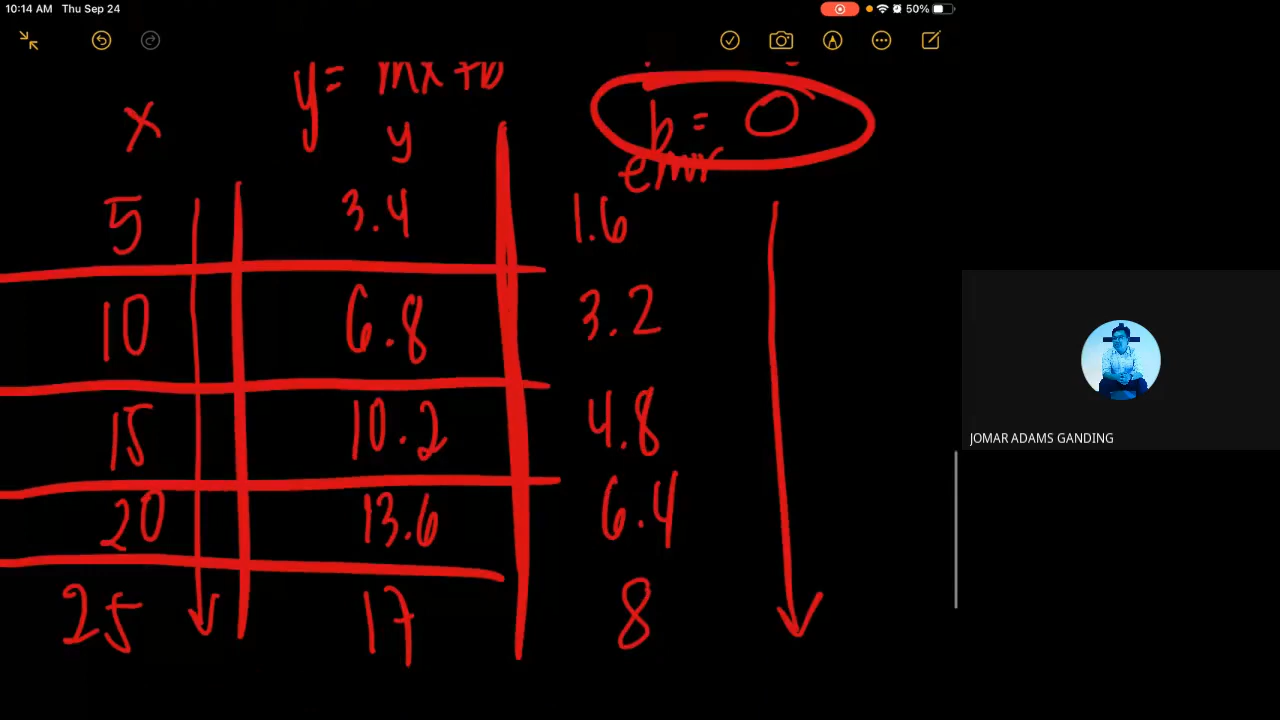 10:14 AM Thu Sep 24
50%
y = mx + b
b = 0
x y error
5 3.4 1.6
10 6.8 3.2
15 10.2 4.8
20 13.6 6.4
25 17 8
JOMAR ADAMS GANDING